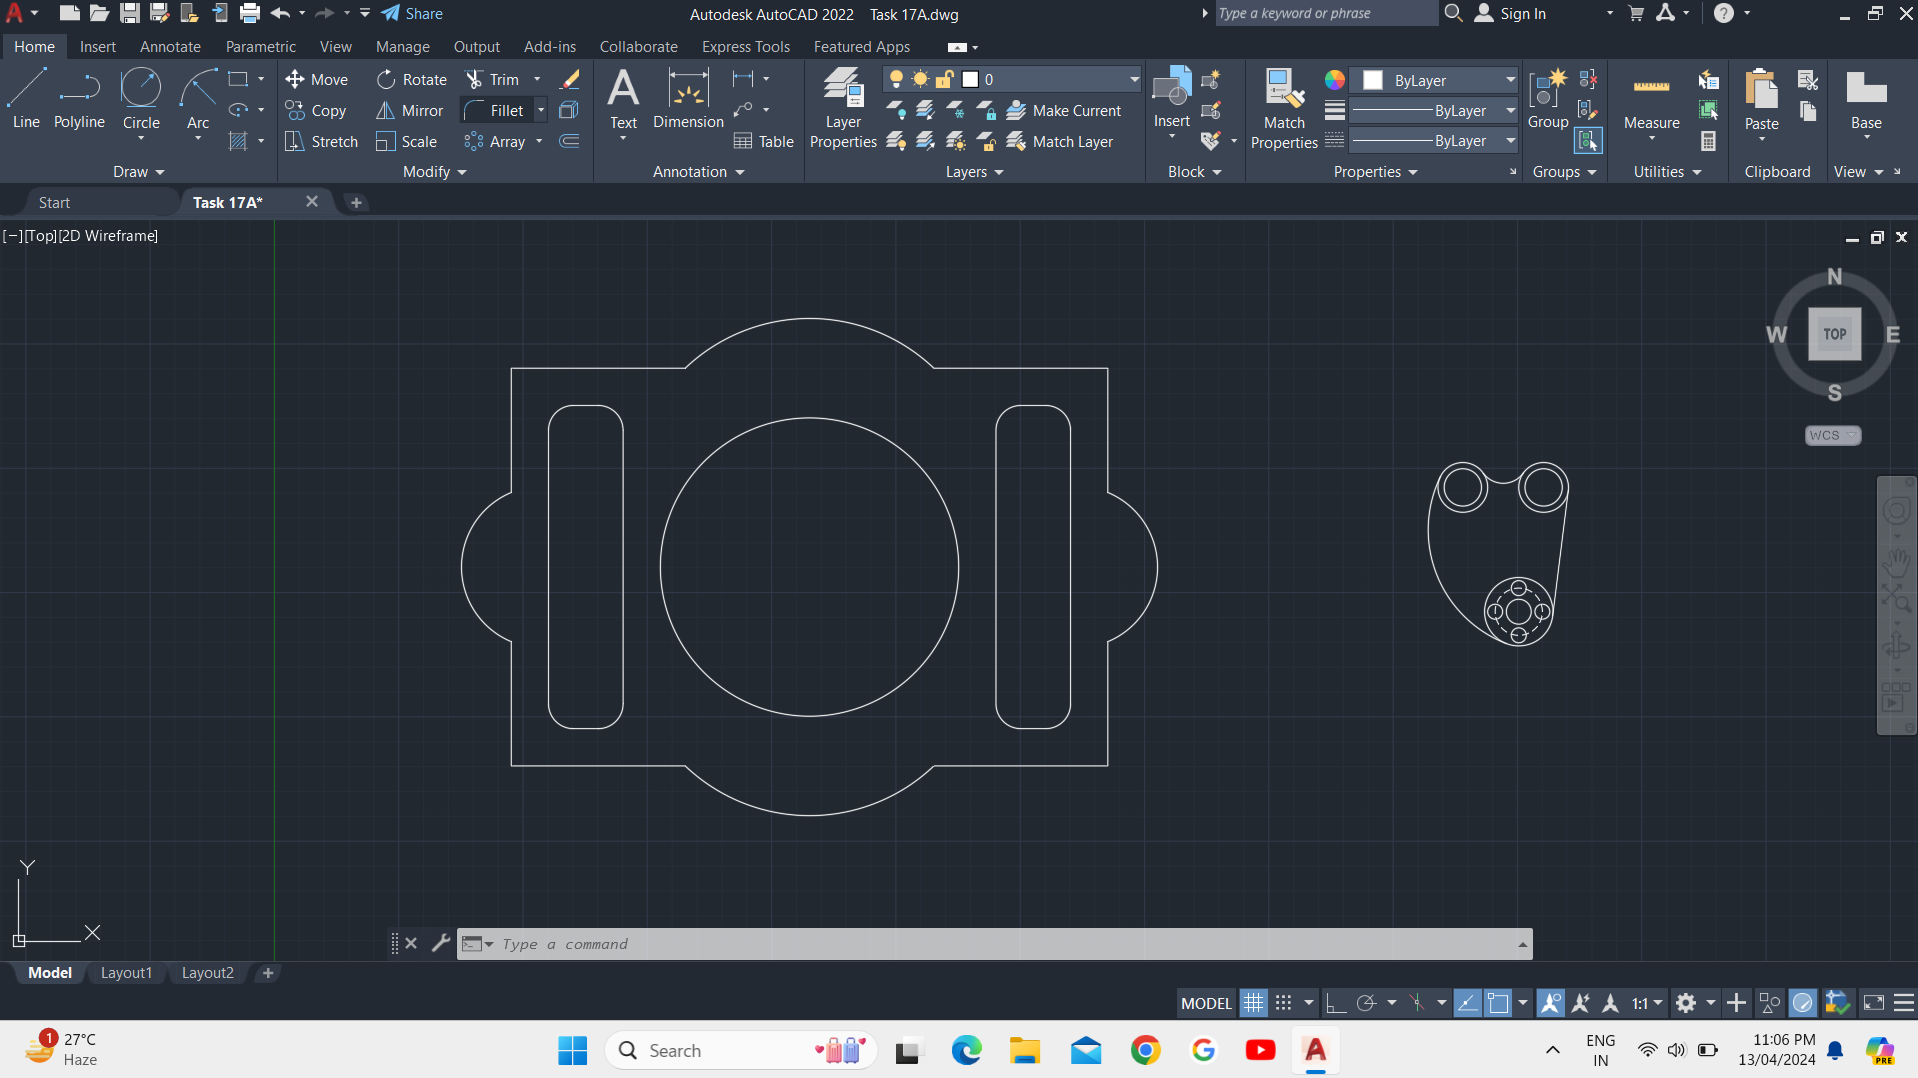 Share
Autodesk AutoCAD 2022 Task 17A.dwg
Type a keyword or phrase
Sign In
Home Insert Annotate Parametric View Manage Output Add-ins Collaborate Express Tools Featured Apps
Line Polyline Circle Arc
Draw
Move Rotate Trim
Copy Mirror Fillet
Stretch Scale Array
Modify
Text Dimension Table
Annotation
Layer Properties
0
Make Current
Match Layer
Layers
Insert
Block
Match Properties
ByLayer
ByLayer
ByLayer
Properties
Group
Groups
Measure
Utilities
Paste
Clipboard
Base
View
Start Task 17A*
[−][Top][2D Wireframe]
N
W TOP E
S
WCS
Y
X
Type a command
Model Layout1 Layout2
MODEL 1:1
1 27°C
Haze
Search
ENG
IN
11:06 PM
13/04/2024
PRE